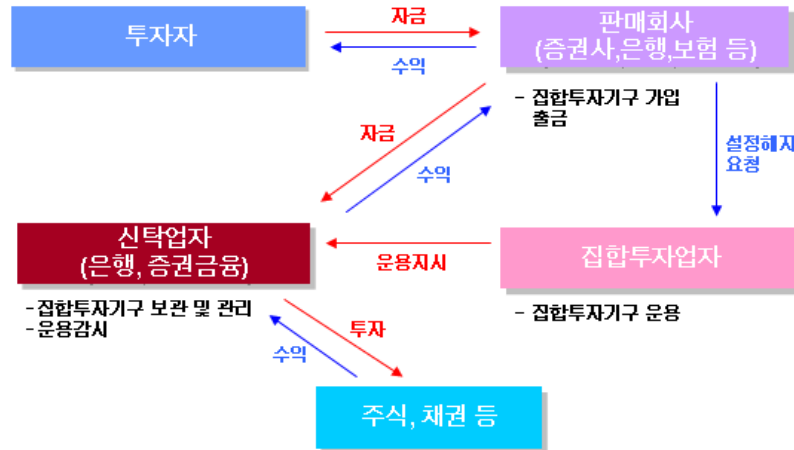 투자자
자금
수익
판매회사
(증권사,은행,보험 등)
- 집합투자기구 가입
출금
자금
수익
설정해지
요청
신탁업자
(은행, 증권금융)
운용지시
집합투자업자
-집합투자기구 보관 및 관리
-운용감시
- 집합투자기구 운용
투자
수익
주식, 채권 등